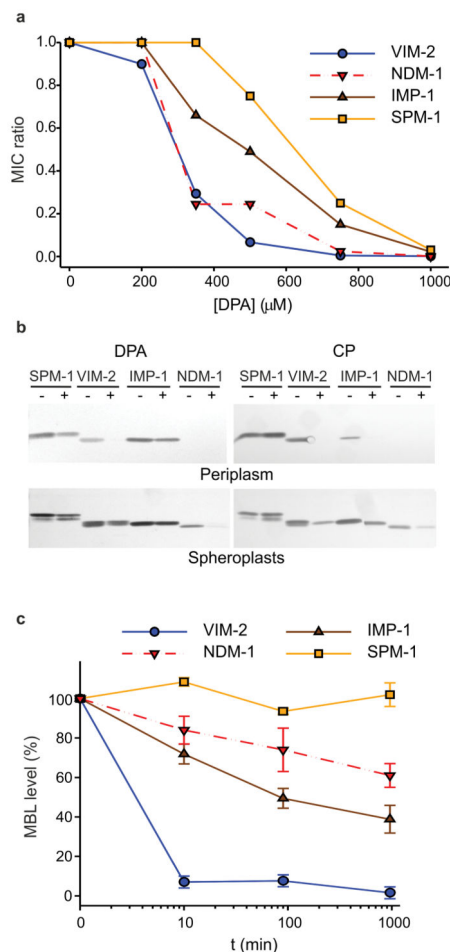 a
1.0
0.8
0.6
0.4
0.2
0.0
MIC ratio
VIM-2
NDM-1
IMP-1
SPM-1
0 200 400 600 800 1000
[DPA] (μM)
b
DPA CP
SPM-1 VIM-2 IMP-1 NDM-1 SPM-1 VIM-2 IMP-1 NDM-1
- + - + - + - + - + - + - + - +
Periplasm
Spheroplasts
c
VIM-2 IMP-1
NDM-1 SPM-1
100
80
60
40
20
0
MBL level (%)
0 10 100 1000
t (min)